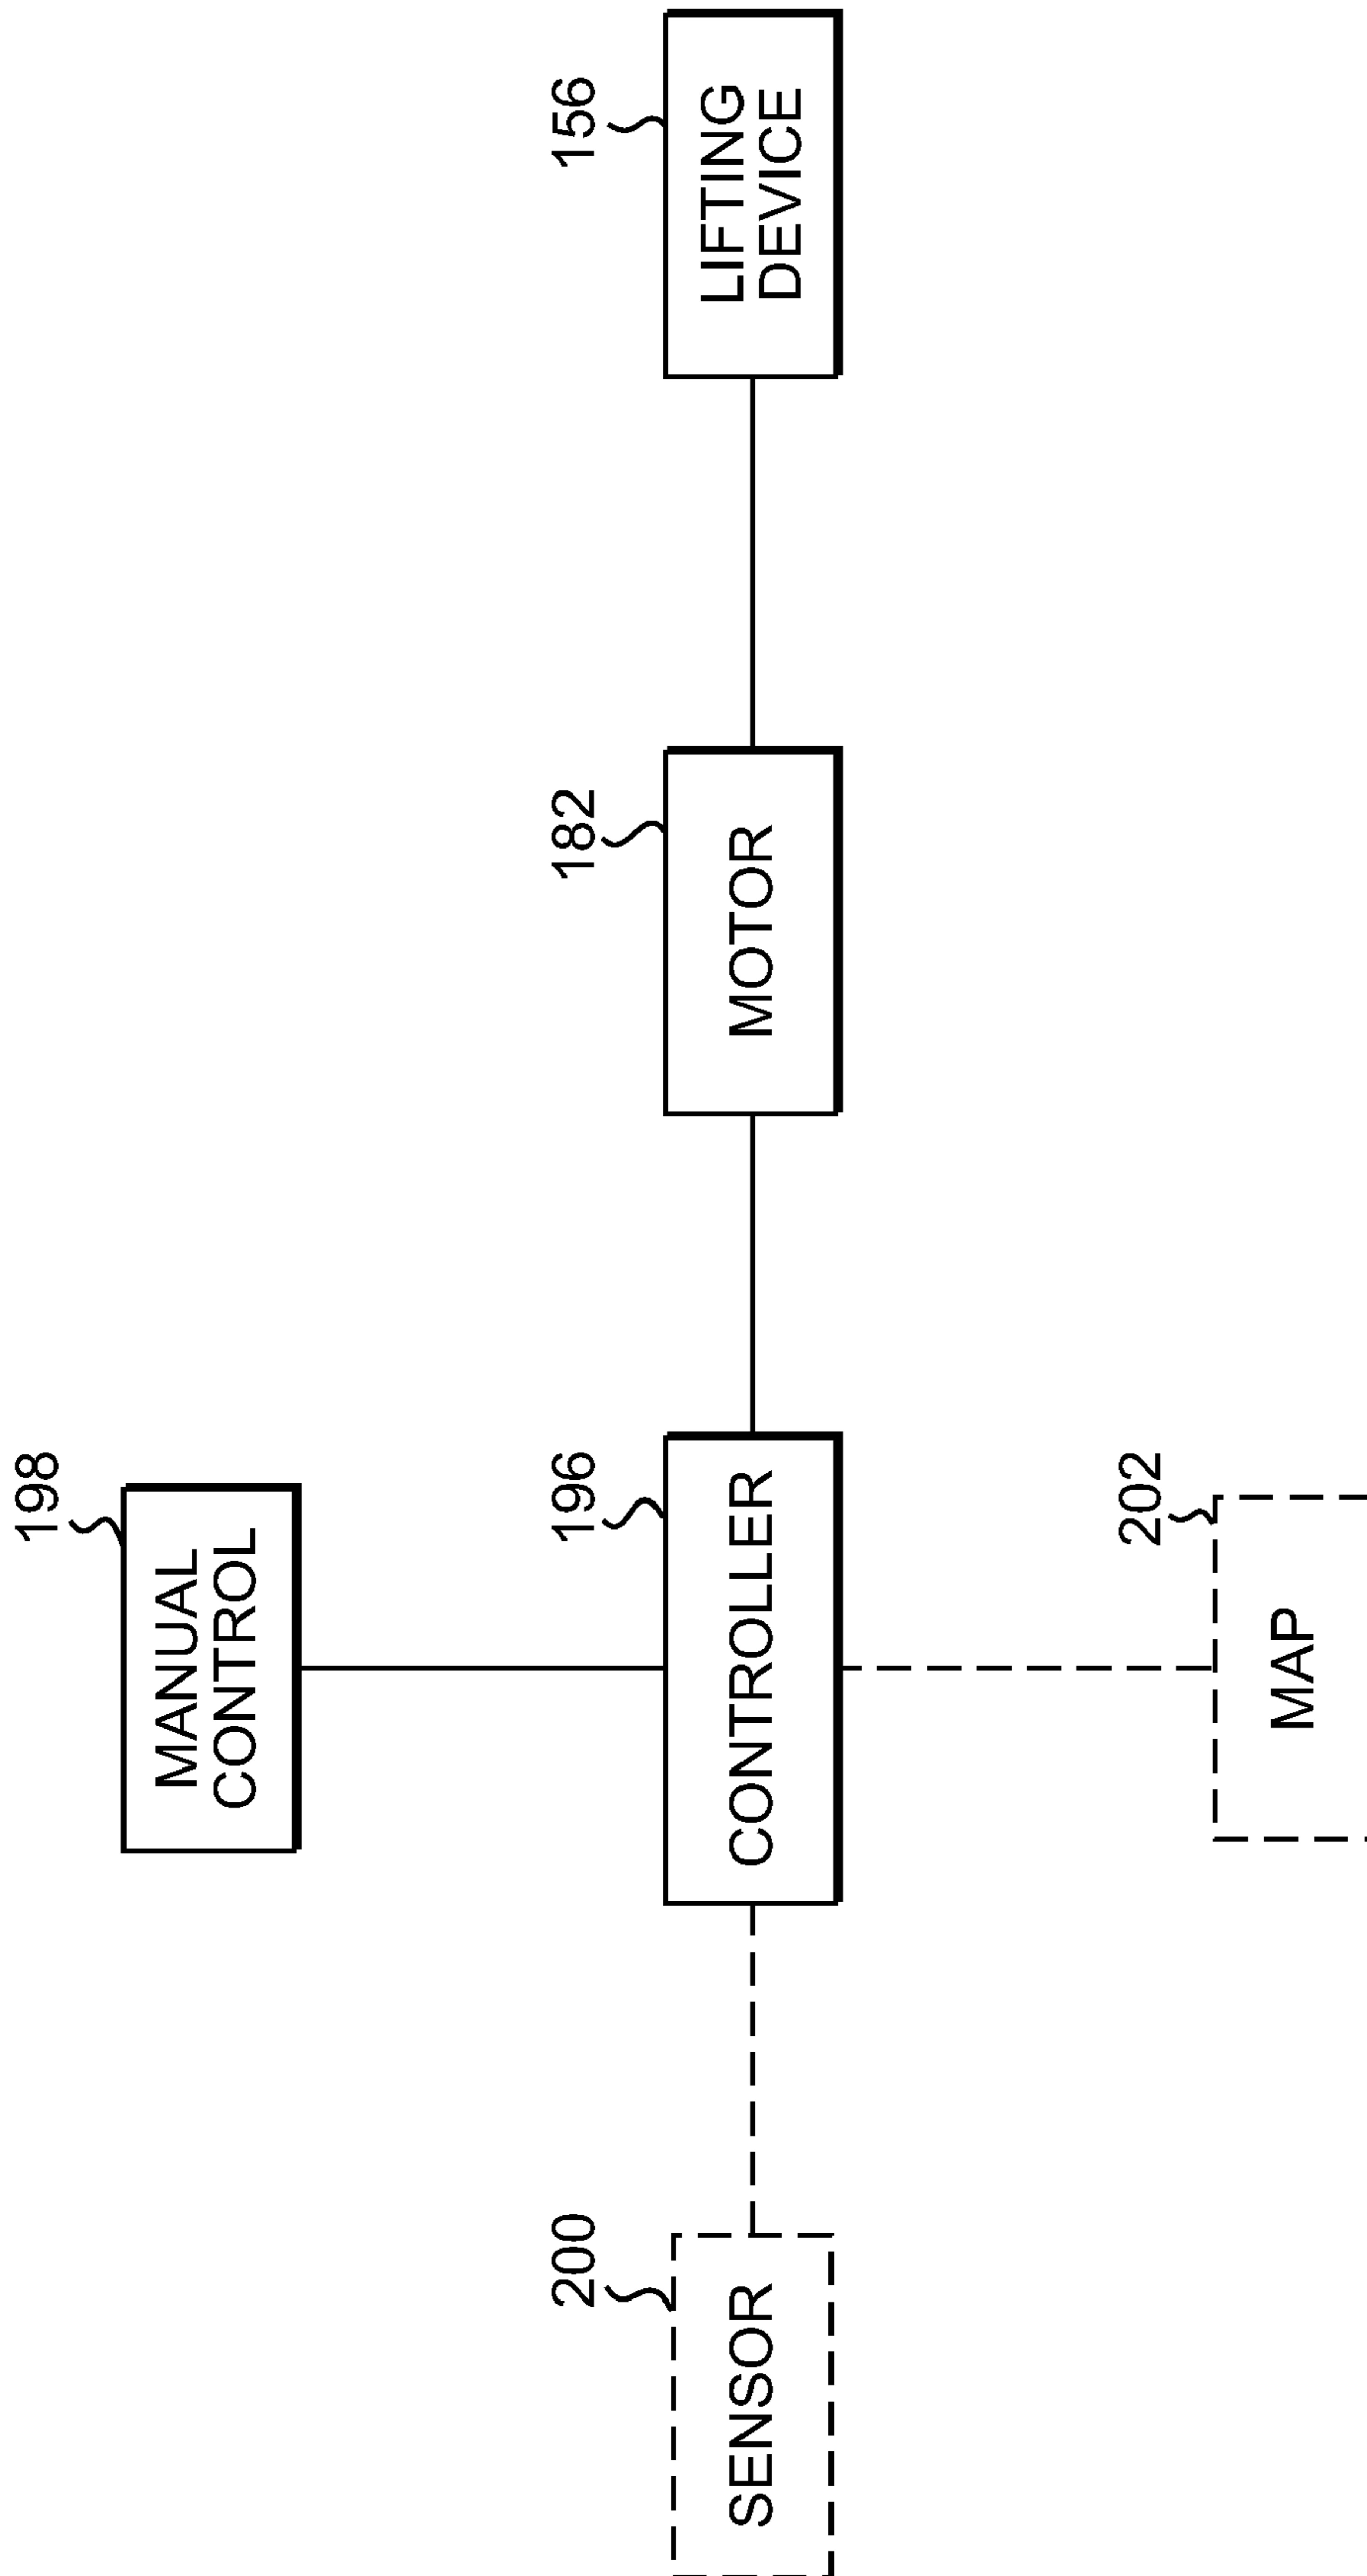 198
MANUAL
CONTROL
200
SENSOR
196
CONTROLLER
182
MOTOR
156
LIFTING
DEVICE
202
MAP